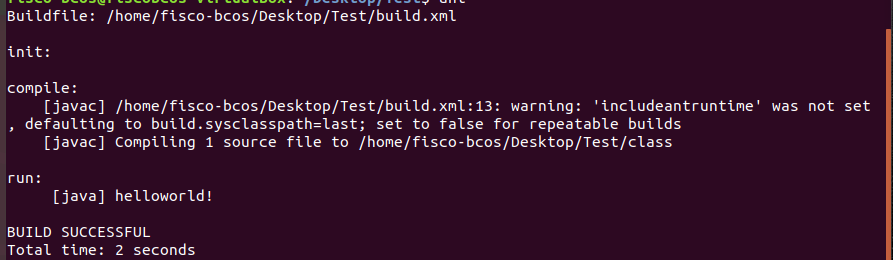 Buildfile: /home/fisco-bcos/Desktop/Test/build.xml
init:
compile:
[javac] /home/fisco-bcos/Desktop/Test/build.xml:13: warning: 'includeantruntime' was not set
, defaulting to build.sysclasspath=last; set to false for repeatable builds
[javac] Compiling 1 source file to /home/fisco-bcos/Desktop/Test/class
run:
[java] helloworld!
BUILD SUCCESSFUL
Total time: 2 seconds